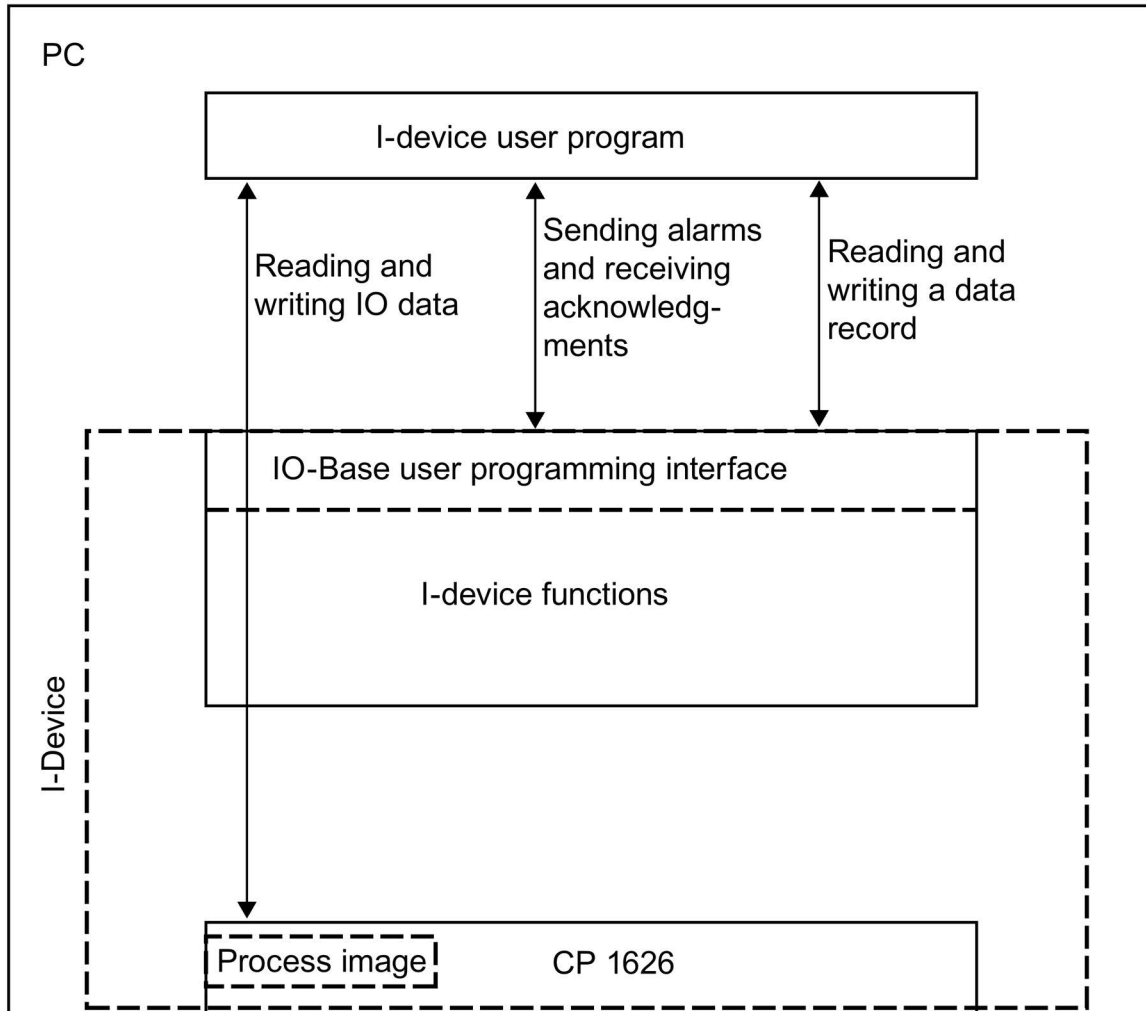 PC
I-device user program
Reading and
writing IO data
Sending alarms
and receiving
acknowledg-
ments
Reading and
writing a data
record
IO-Base user programming interface
I-device functions
I-Device
Process image
CP 1626